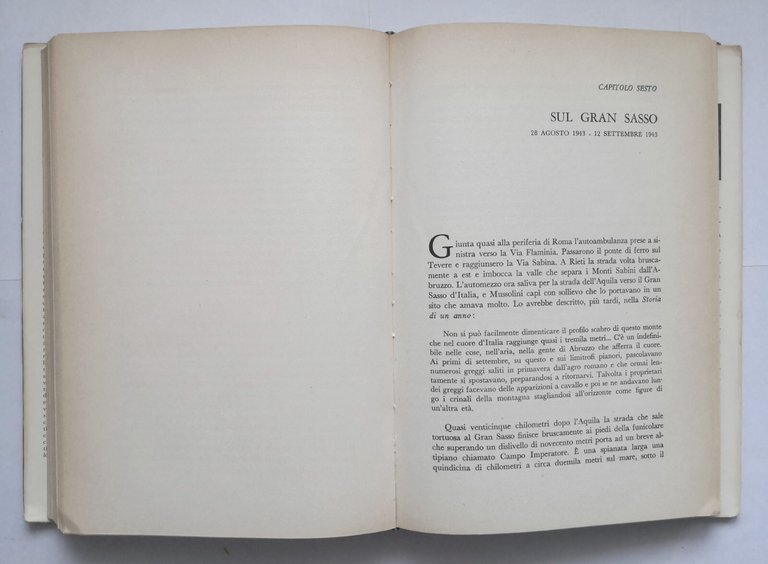 CAPITOLO SESTO
SUL GRAN SASSO
28 AGOSTO 1943 - 12 SETTEMBRE 1943
Giunta quasi alla periferia di Roma l'autoambulanza prese a si-
nistra verso la Via Flaminia. Passarono il ponte di ferro sul
Tevere e raggiunsero la Via Sabina. A Rieti la strada volta brusca-
mente a est e imbocca la valle che separa i Monti Sabini dall'A-
bruzzo. L'automezzo ora saliva per la strada dell'Aquila verso il Gran
Sasso d'Italia, e Mussolini capì con sollievo che lo portavano in un
sito che amava molto. Lo avrebbe descritto, più tardi, nella Storia
di un anno:
Non si può facilmente dimenticare il profilo scabro di questo monte
che nel cuore d'Italia raggiunge quasi i tremila metri... C'è un indefini-
bile nelle cose, nell'aria, nella gente di Abruzzo che afferra il cuore.
Ai primi di settembre, su questo e sui limitrofi pianori, pascolavano
numerosi greggi saliti in primavera dall'agro romano e che ormai len-
tamente si spostavano, preparandosi a ritornarvi. Talvolta i proprietari
dei greggi facevano delle apparizioni a cavallo e poi se ne andavano lun-
go i crinali della montagna stagliandosi all'orizzonte come figure di
un'altra età.
Quasi venticinque chilometri dopo l'Aquila la strada che sale
tortuosa al Gran Sasso finisce bruscamente ai piedi della funicolare
che superando un dislivello di novecento metri porta ad un breve al-
tipiano chiamato Campo Imperatore. È una spianata larga una
quindicina di chilometri a circa duemila metri sul mare, sotto il